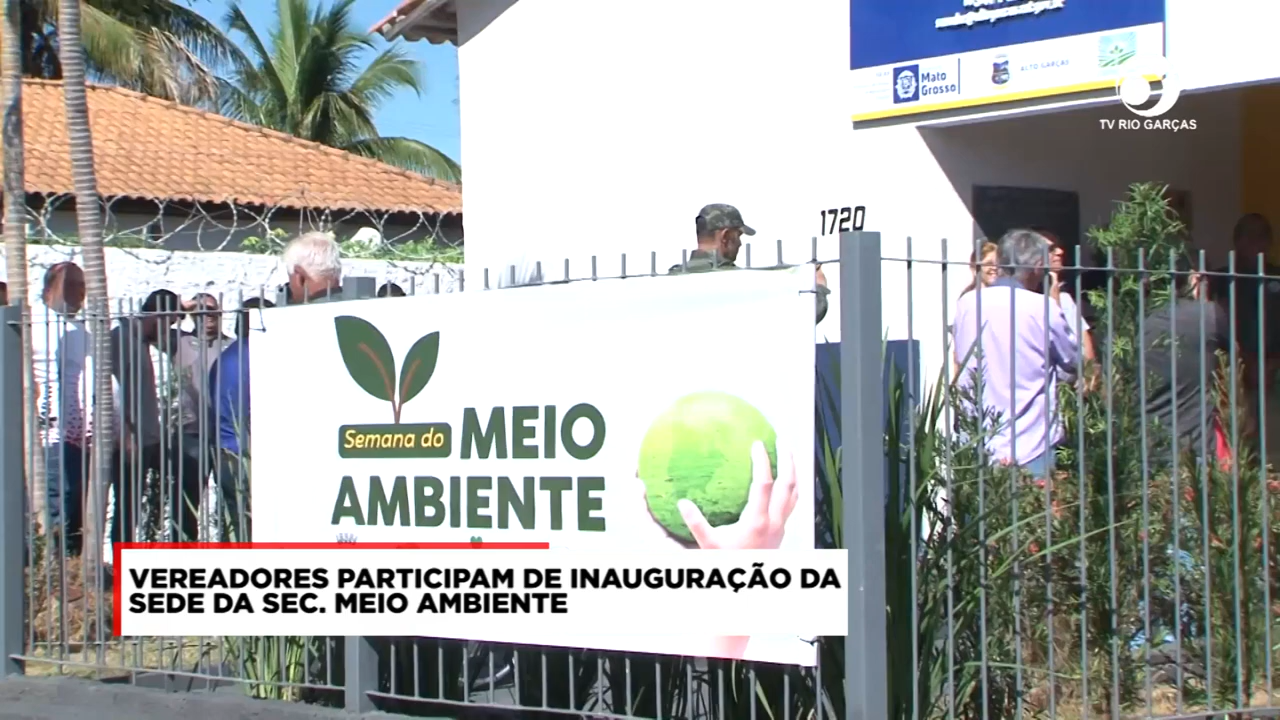 Mato
Grosso
ALTO GARÇAS
TV RIO GARÇAS
1720
Semana do MEIO
AMBIENTE
VEREADORES PARTICIPAM DE INAUGURAÇÃO DA
SEDE DA SEC. MEIO AMBIENTE